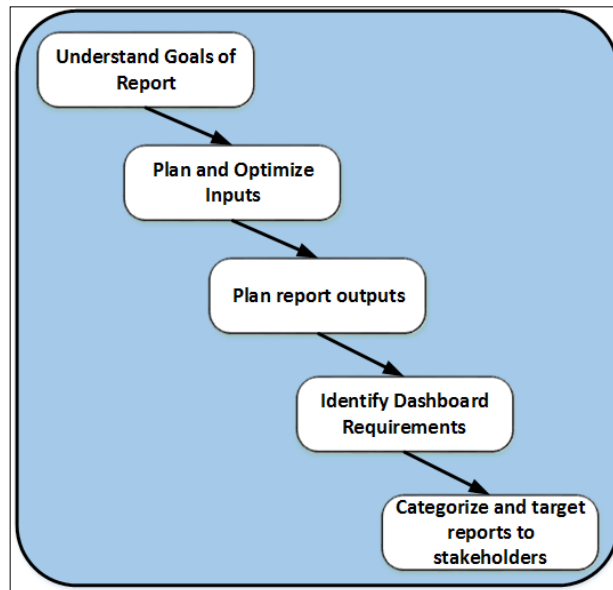 Understand Goals of
Report
Plan and Optimize
Inputs
Plan report outputs
Identify Dashboard
Requirements
Categorize and target
reports to
stakeholders